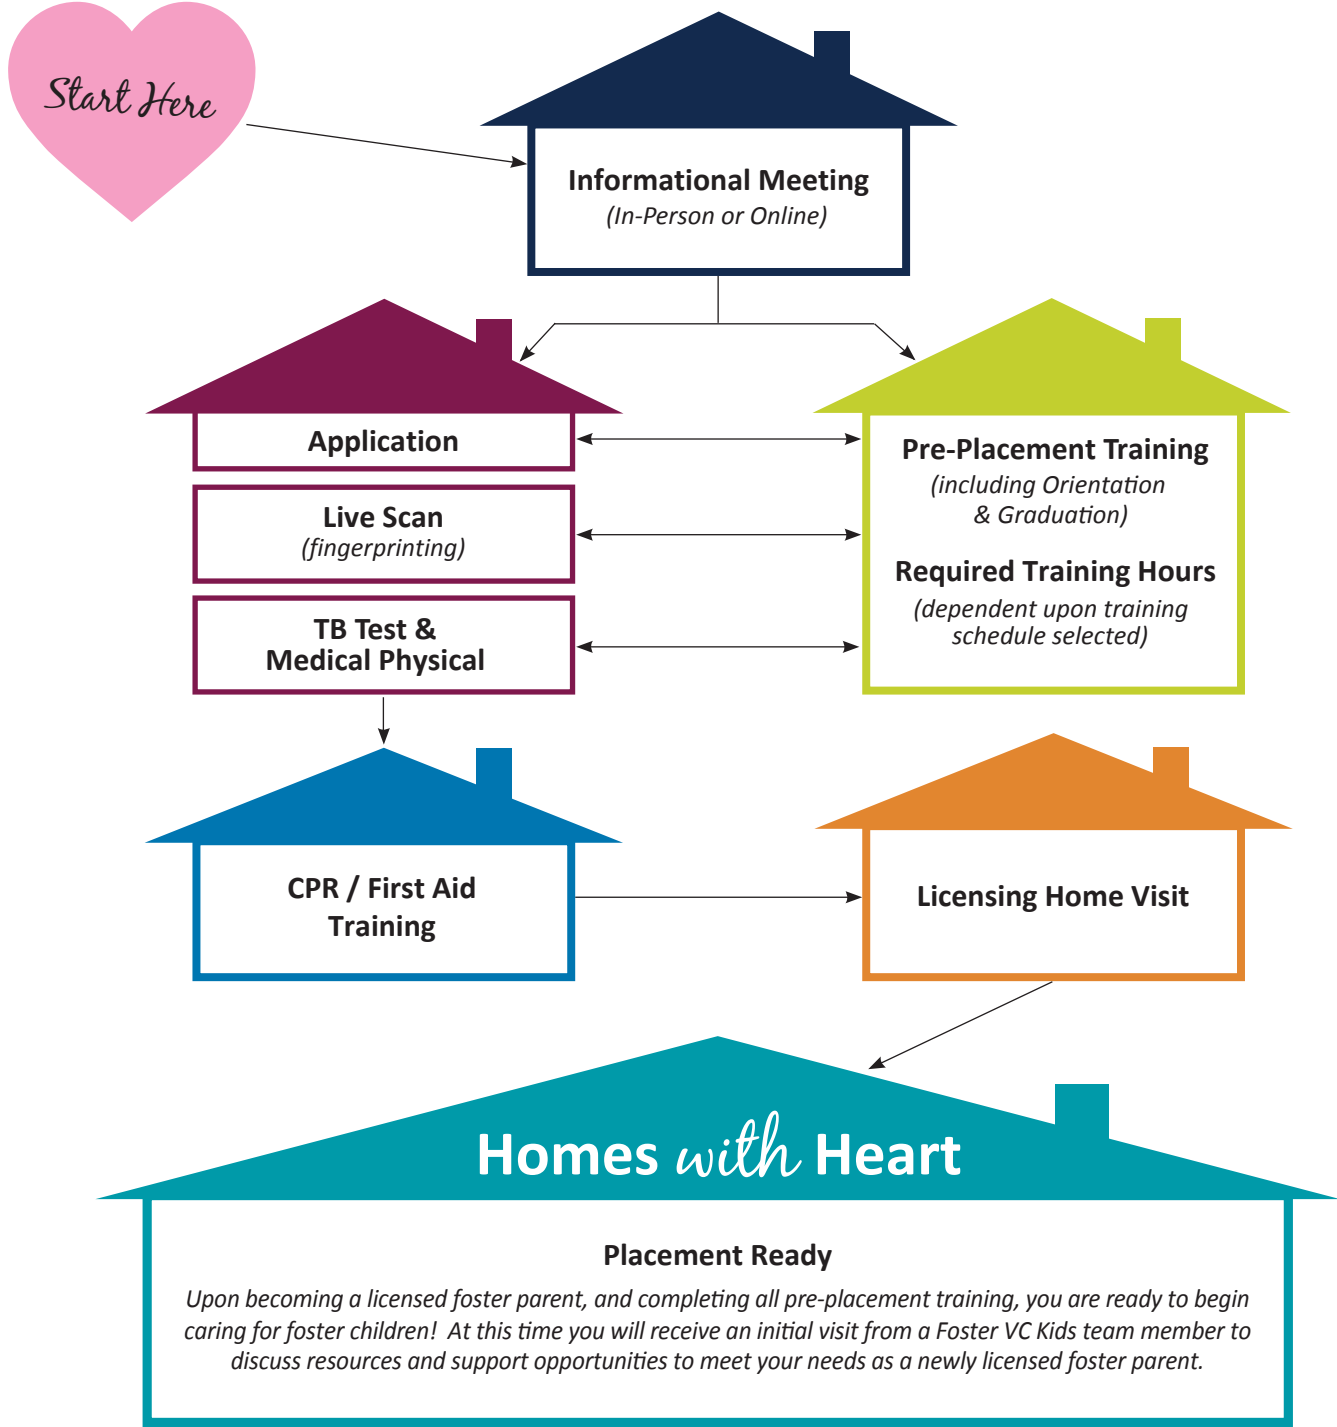 Start Here
Informational Meeting
(In-Person or Online)
Application
Live Scan
(fingerprinting)
TB Test &
Medical Physical
Pre-Placement Training
(including Orientation
& Graduation)
Required Training Hours
(dependent upon training
schedule selected)
CPR / First Aid
Training
Licensing Home Visit
Homes with Heart
Placement Ready
Upon becoming a licensed foster parent, and completing all pre-placement training, you are ready to begin
caring for foster children! At this time you will receive an initial visit from a Foster VC Kids team member to
discuss resources and support opportunities to meet your needs as a newly licensed foster parent.